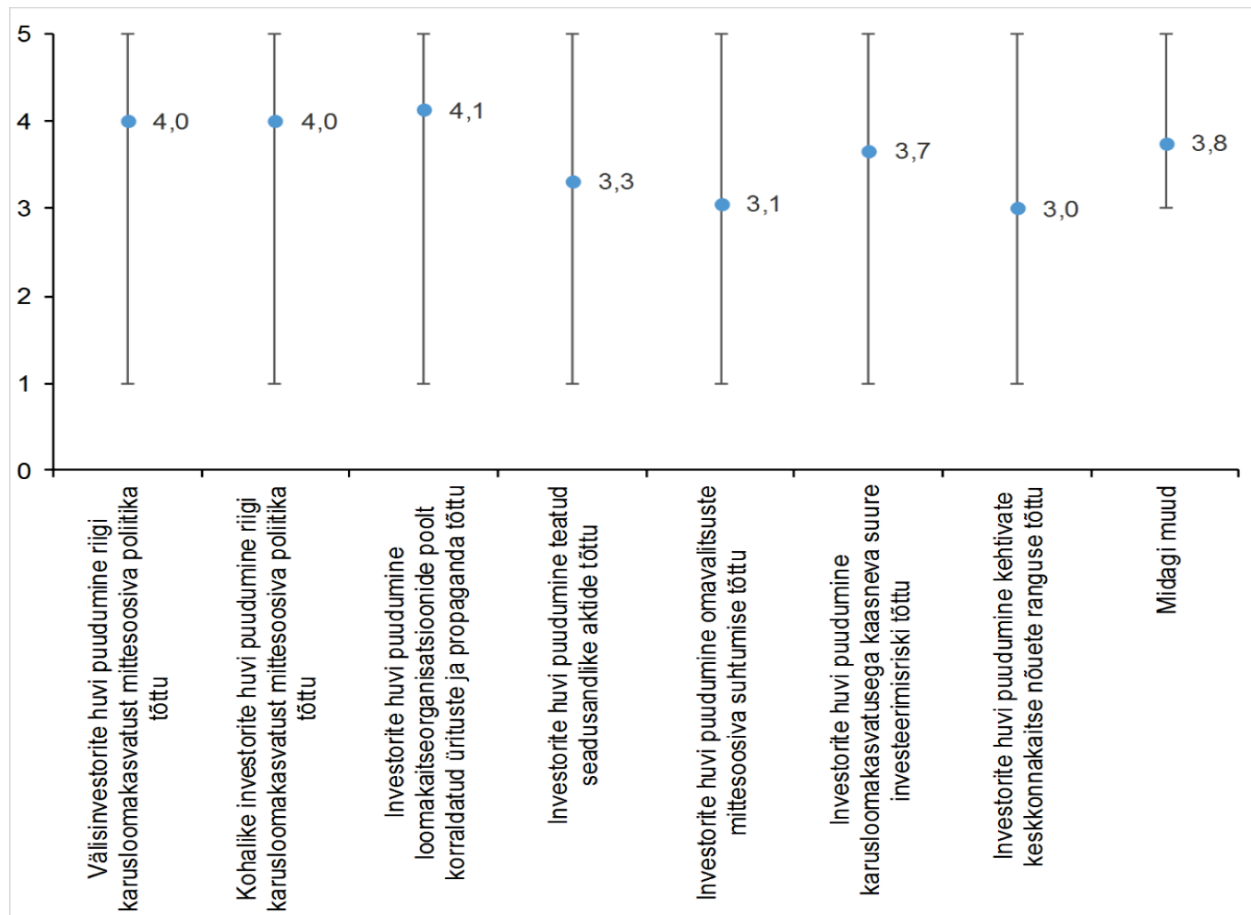 5
4
3
2
1
0
4,0
4,0
4,1
3,3
3,1
3,7
3,0
3,8
Välisinvestorite huvi puudumine riigi
karusloomakasvatust mittesoosiva poliitika
tõttu
Kohalike investorite huvi puudumine riigi
karusloomakasvatust mittesoosiva poliitika
tõttu
Investorite huvi puudumine
loomakaitseorganisatsioonide poolt
korraldatud ürituste ja propaganda tõttu
Investorite huvi puudumine teatud
seadusandlike aktide tõttu
Investorite huvi puudumine omavalitsuste
mittesoosiva suhtumise tõttu
Investorite huvi puudumine
karusloomakasvatusega kaasneva suure
investeerimisriski tõttu
Investorite huvi puudumine kehtivate
keskkonnakaitse nõuete ranguse tõttu
Midagi muud